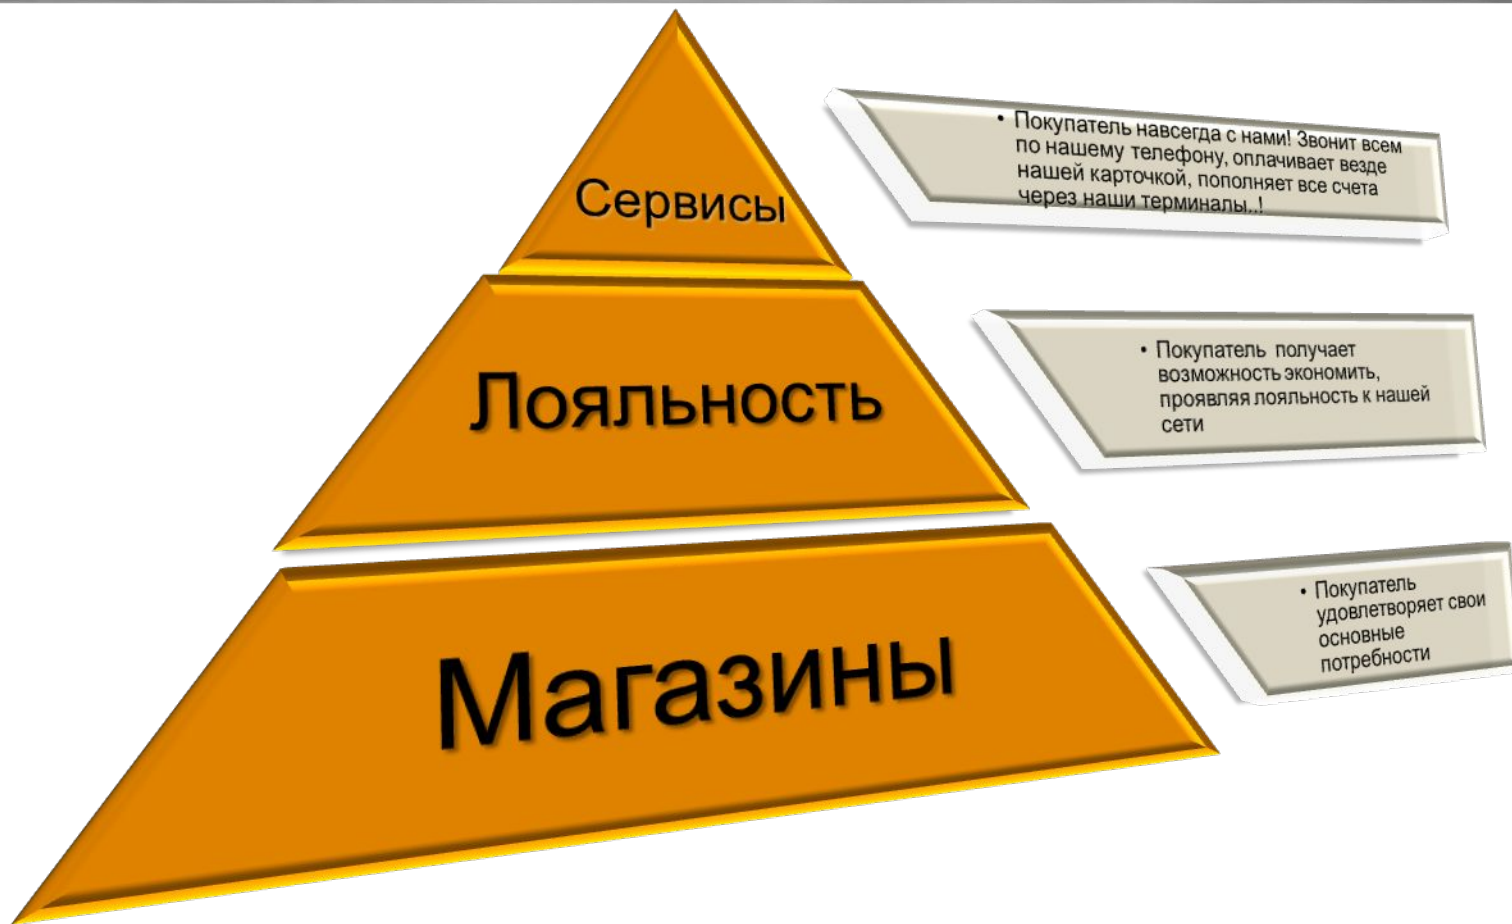 Сервисы
• Покупатель навсегда с нами! Звонит всем
по нашему телефону, оплачивает везде
нашей карточкой, пополняет все счета
через наши терминалы..!
Лояльность
• Покупатель получает
возможность экономить,
проявляя лояльность к нашей
сети
Магазины
• Покупатель
удовлетворяет свои
основные
потребности